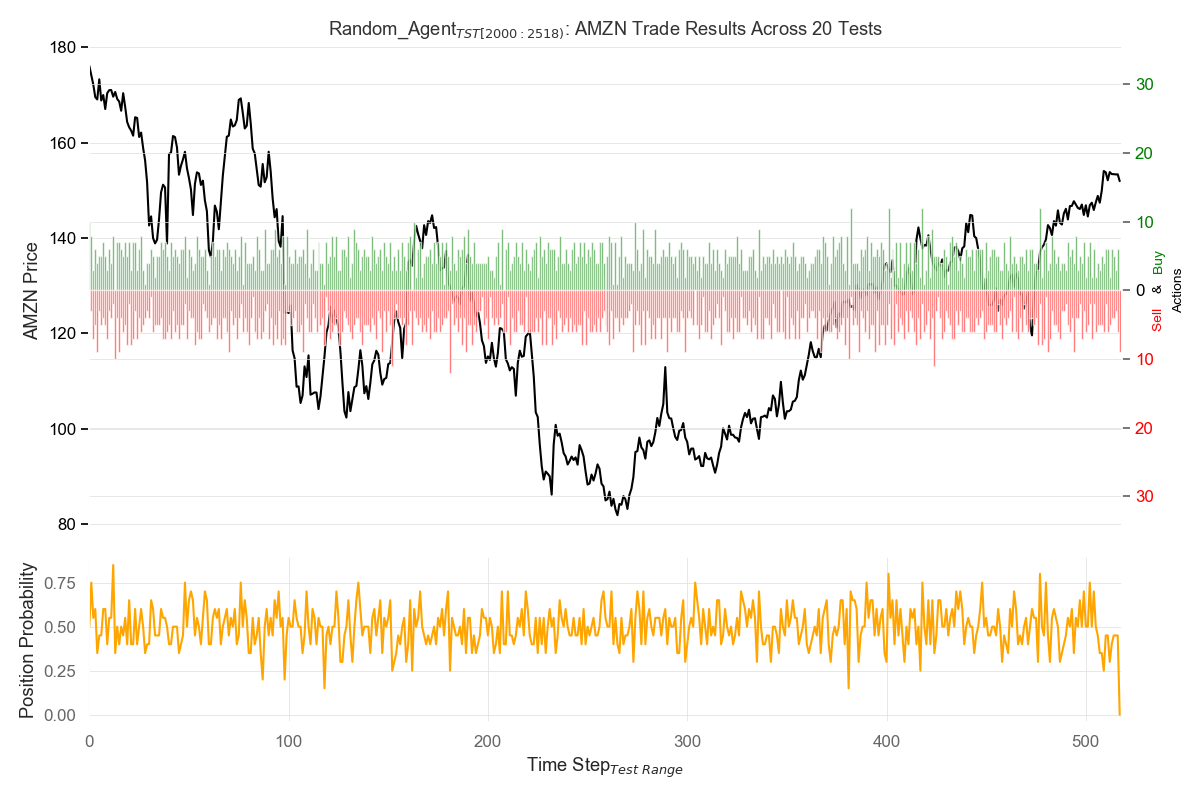 Random_Agent TST[2000:2518): AMZN Trade Results Across 20 Tests
180
160
140
120
100
80
AMZN Price
30
20
10
0
10
20
30
Sell & Buy
Actions
0.75
0.50
0.25
0.00
Position Probability
0 100 200 300 400 500
Time Step Test Range